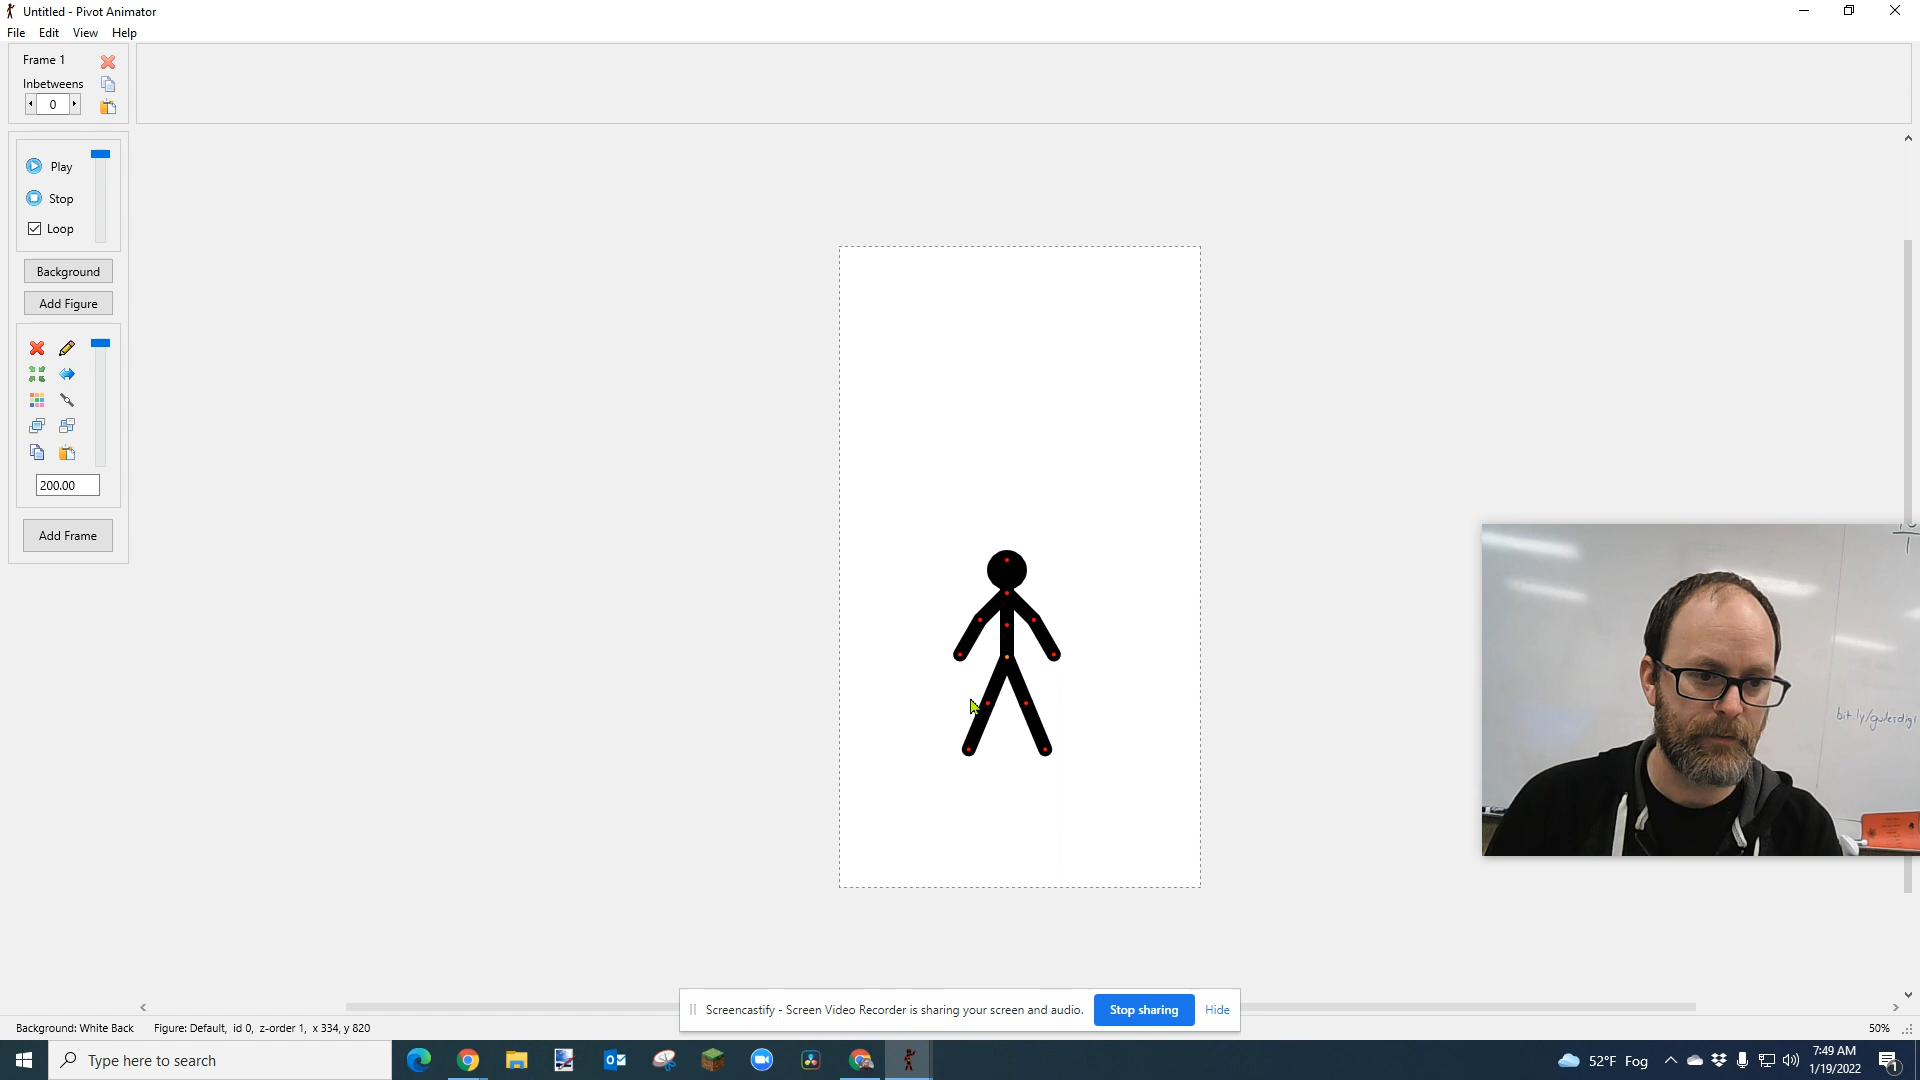 Untitled - Pivot Animator
File Edit View Help
Frame 1
Inbetweens
0
Play
Stop
Loop
Background
Add Figure
200.00
Add Frame
Screencastify - Screen Video Recorder is sharing your screen and audio.
Stop sharing
Hide
Background: White Back Figure: Default, id 0, z-order 1, x 334, y 820
50%
Type here to search
52°F Fog
7:49 AM
1/19/2022
1